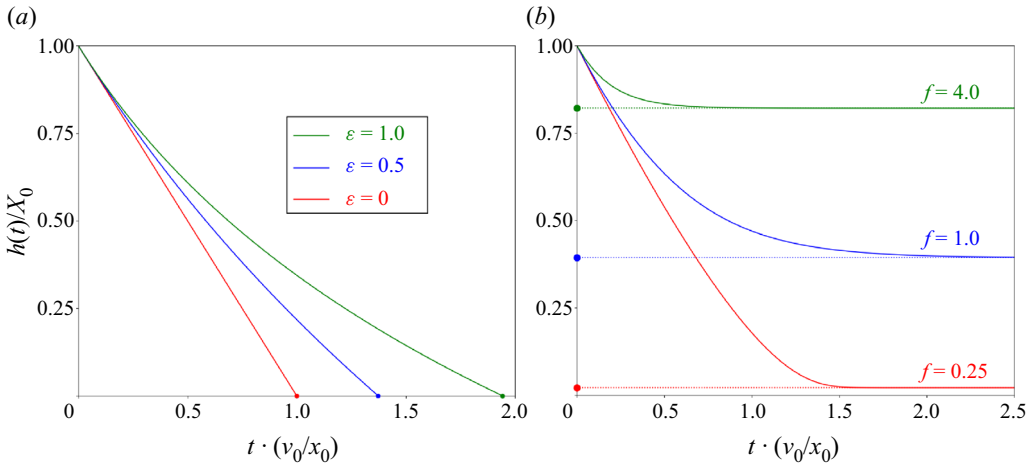 (a)
1.00
0.75
0.50
0.25
h(t)/X₀
ε = 1.0
ε = 0.5
ε = 0
0 0.5 1.0 1.5 2.0
t · (v₀/x₀)
(b)
1.00
0.75
0.50
0.25
f = 4.0
f = 1.0
f = 0.25
0 0.5 1.0 1.5 2.0 2.5
t · (v₀/x₀)